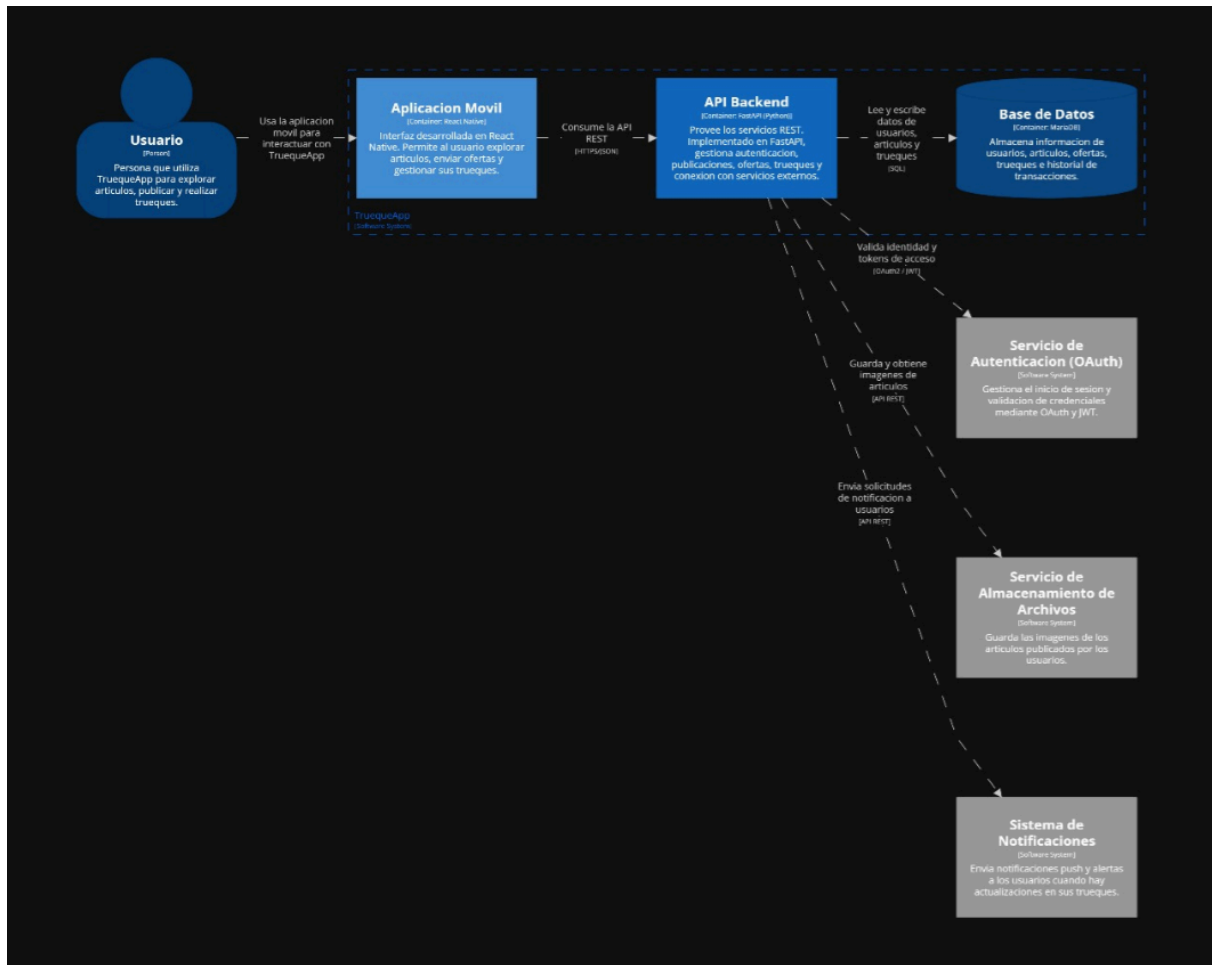 Usuario
[Person]
Persona que utiliza
TruequeApp para explorar
articulos, publicar y realizar
trueques.
Usa la aplicacion
movil para
interactuar con
TruequeApp
Aplicacion Movil
[Container: React Native]
Interfaz desarrollada en React
Native. Permite al usuario explorar
articulos, enviar ofertas y
gestionar sus trueques.
Consume la API
REST
[HTTPS/JSON]
API Backend
[Container: FastAPI (Python)]
Provee los servicios REST.
Implementado en FastAPI,
gestiona autenticacion,
publicaciones, ofertas, trueques y
conexion con servicios externos.
Lee y escribe
datos de
usuarios,
articulos y
trueques
[SQL]
Base de Datos
[Container: MariaDB]
Almacena informacion de
usuarios, articulos, ofertas,
trueques e historial de
transacciones.
TruequeApp
[Software System]
Valida identidad y
tokens de acceso
[OAuth2 / JWT]
Servicio de
Autenticacion (OAuth)
[Software System]
Gestiona el inicio de sesion y
validacion de credenciales
mediante OAuth y JWT.
Guarda y obtiene
imagenes de
articulos
[API REST]
Servicio de
Almacenamiento de
Archivos
[Software System]
Guarda las imagenes de los
articulos publicados por los
usuarios.
Envia solicitudes
de notificacion a
usuarios
[API REST]
Sistema de
Notificaciones
[Software System]
Envia notificaciones push y alertas
a los usuarios cuando hay
actualizaciones en sus trueques.